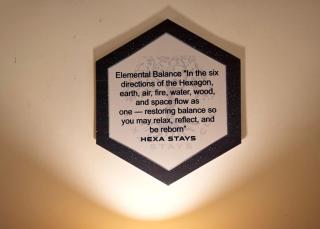 Elemental Balance "In the six
directions of the Hexagon,
earth, air, fire, water, wood,
and space flow as
one — restoring balance so
you may relax, reflect, and
be reborn"
HEXA STAYS
STAYS